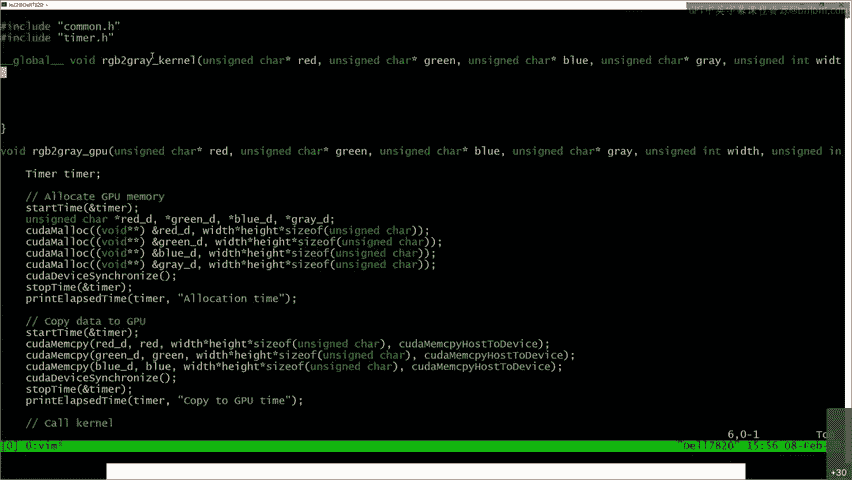 #include "common.h"
#include "timer.h"
__global__ void rgb2gray_kernel(unsigned char* red, unsigned char* green, unsigned char* blue, unsigned char* gray, unsigned int widt
}
void rgb2gray_gpu(unsigned char* red, unsigned char* green, unsigned char* blue, unsigned char* gray, unsigned int width, unsigned in
Timer timer;
// Allocate GPU memory
startTime(&timer);
unsigned char *red_d, *green_d, *blue_d, *gray_d;
cudaMalloc((void**) &red_d, width*height*sizeof(unsigned char));
cudaMalloc((void**) &green_d, width*height*sizeof(unsigned char));
cudaMalloc((void**) &blue_d, width*height*sizeof(unsigned char));
cudaMalloc((void**) &gray_d, width*height*sizeof(unsigned char));
cudaDeviceSynchronize();
stopTime(&timer);
printElapsedTime(timer, "Allocation time");
// Copy data to GPU
startTime(&timer);
cudaMemcpy(red_d, red, width*height*sizeof(unsigned char), cudaMemcpyHostToDevice);
cudaMemcpy(green_d, green, width*height*sizeof(unsigned char), cudaMemcpyHostToDevice);
cudaMemcpy(blue_d, blue, width*height*sizeof(unsigned char), cudaMemcpyHostToDevice);
cudaDeviceSynchronize();
stopTime(&timer);
printElapsedTime(timer, "Copy to GPU time");
// Call kernel
6,0-1 To
[0] 0:vim* "Dell7820" 15:56 08-Feb-
+30